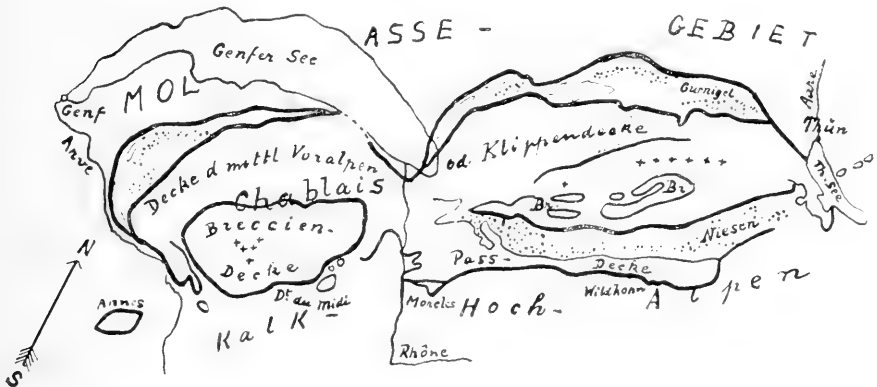 MOL ASSE - GEBIET
Genfer See
Genf
Arve
Gurnigel
Aare
Thun
Th. See
Decke d mittl Voralpen
od. Klippendecke
Chablais
Breccien-
Decke
Br
Br
Niesen
Pass-
Decke
N
S
Annes
Dt du Midi
Morcles
Wildhorn
Kalk - Hoch - Alpen
Rhône